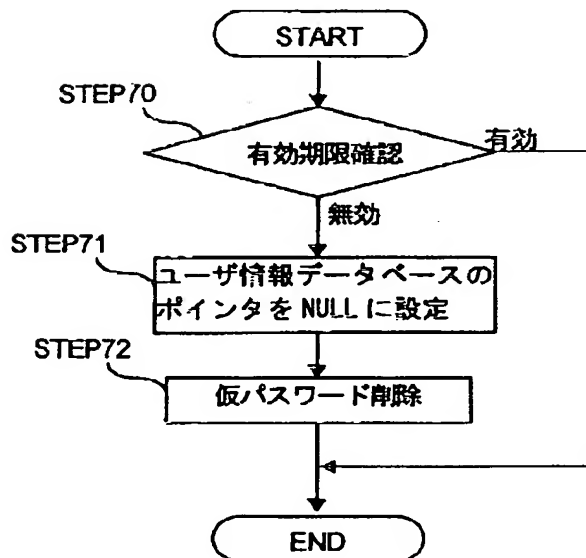 START
STEP70
有効期限確認
有効
無効
STEP71
ユーザ情報データベースの
ポインタをNULLに設定
STEP72
仮パスワード削除
END